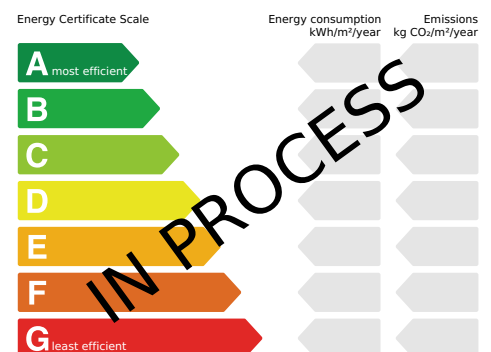 Energy Certificate Scale
Energy consumption
kWh/m²/year
Emissions
kg CO₂/m²/year
A most efficient
B
C
D
E
F
G least efficient
IN PROCESS